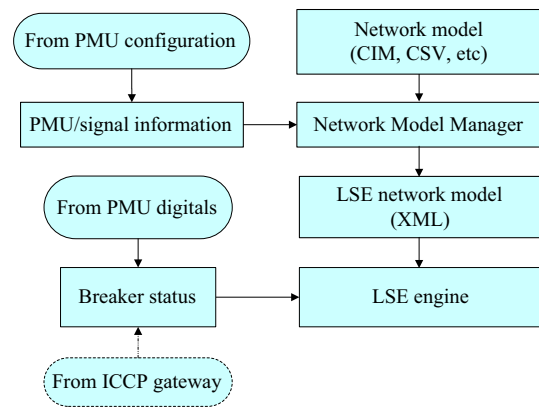 From PMU configuration
Network model
(CIM, CSV, etc)
PMU/signal information
Network Model Manager
From PMU digitals
LSE network model
(XML)
Breaker status
LSE engine
From ICCP gateway